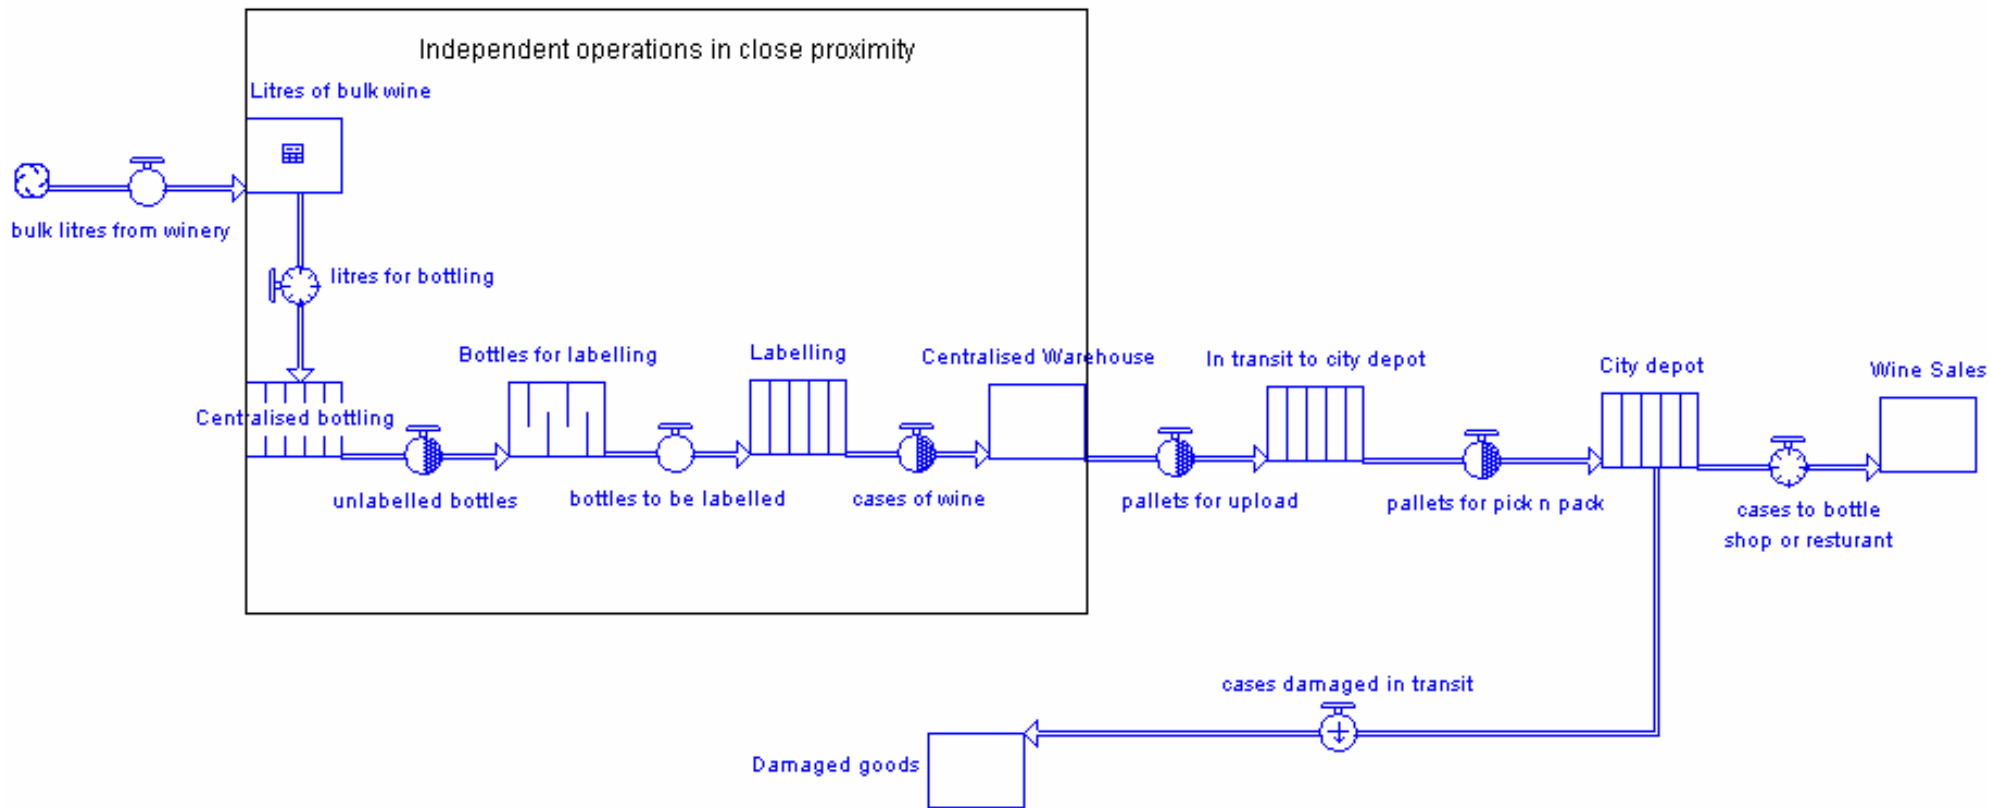 Independent operations in close proximity
Litres of bulk wine
bulk litres from winery
litres for bottling
Centralised bottling
unlabelled bottles
Bottles for labelling
bottles to be labelled
Labelling
cases of wine
Centralised Warehouse
pallets for upload
In transit to city depot
pallets for pick n pack
City depot
cases to bottle
shop or resturant
Wine Sales
cases damaged in transit
Damaged goods